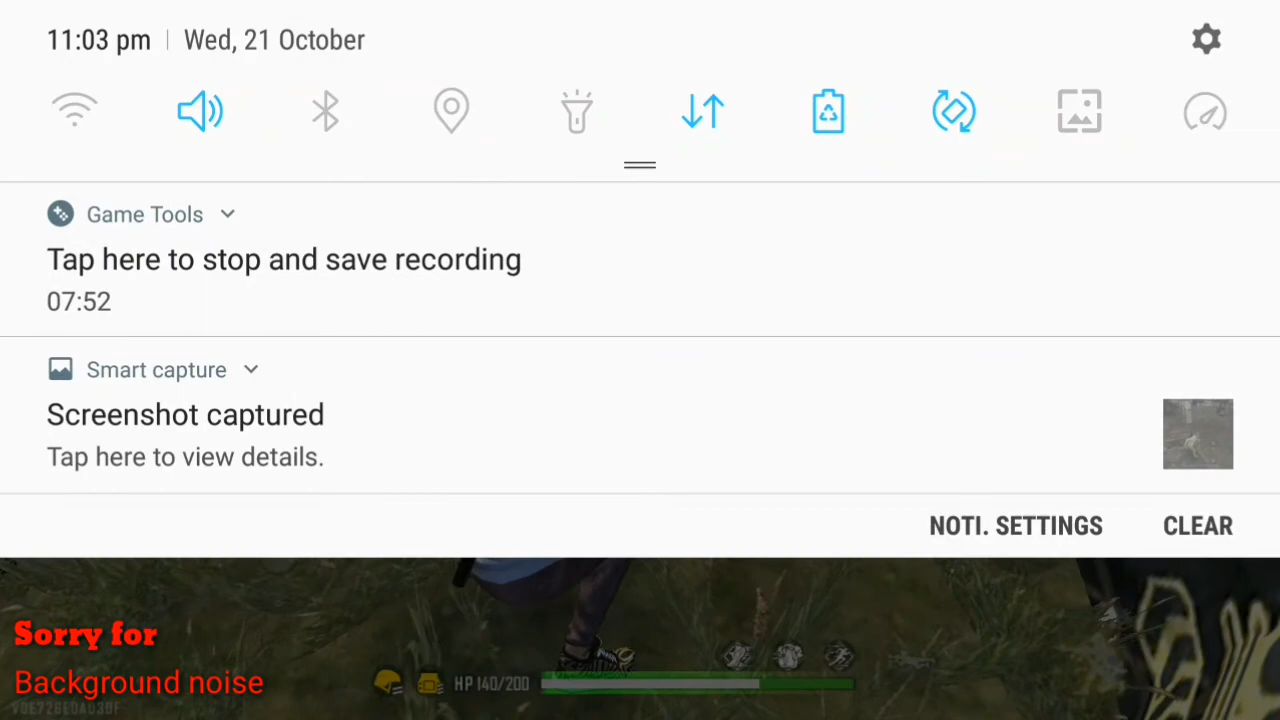 11:03 pm | Wed, 21 October
Game Tools
Tap here to stop and save recording
07:52
Smart capture
Screenshot captured
Tap here to view details.
NOTI. SETTINGS CLEAR
Sorry for
Background noise
HP 140/200